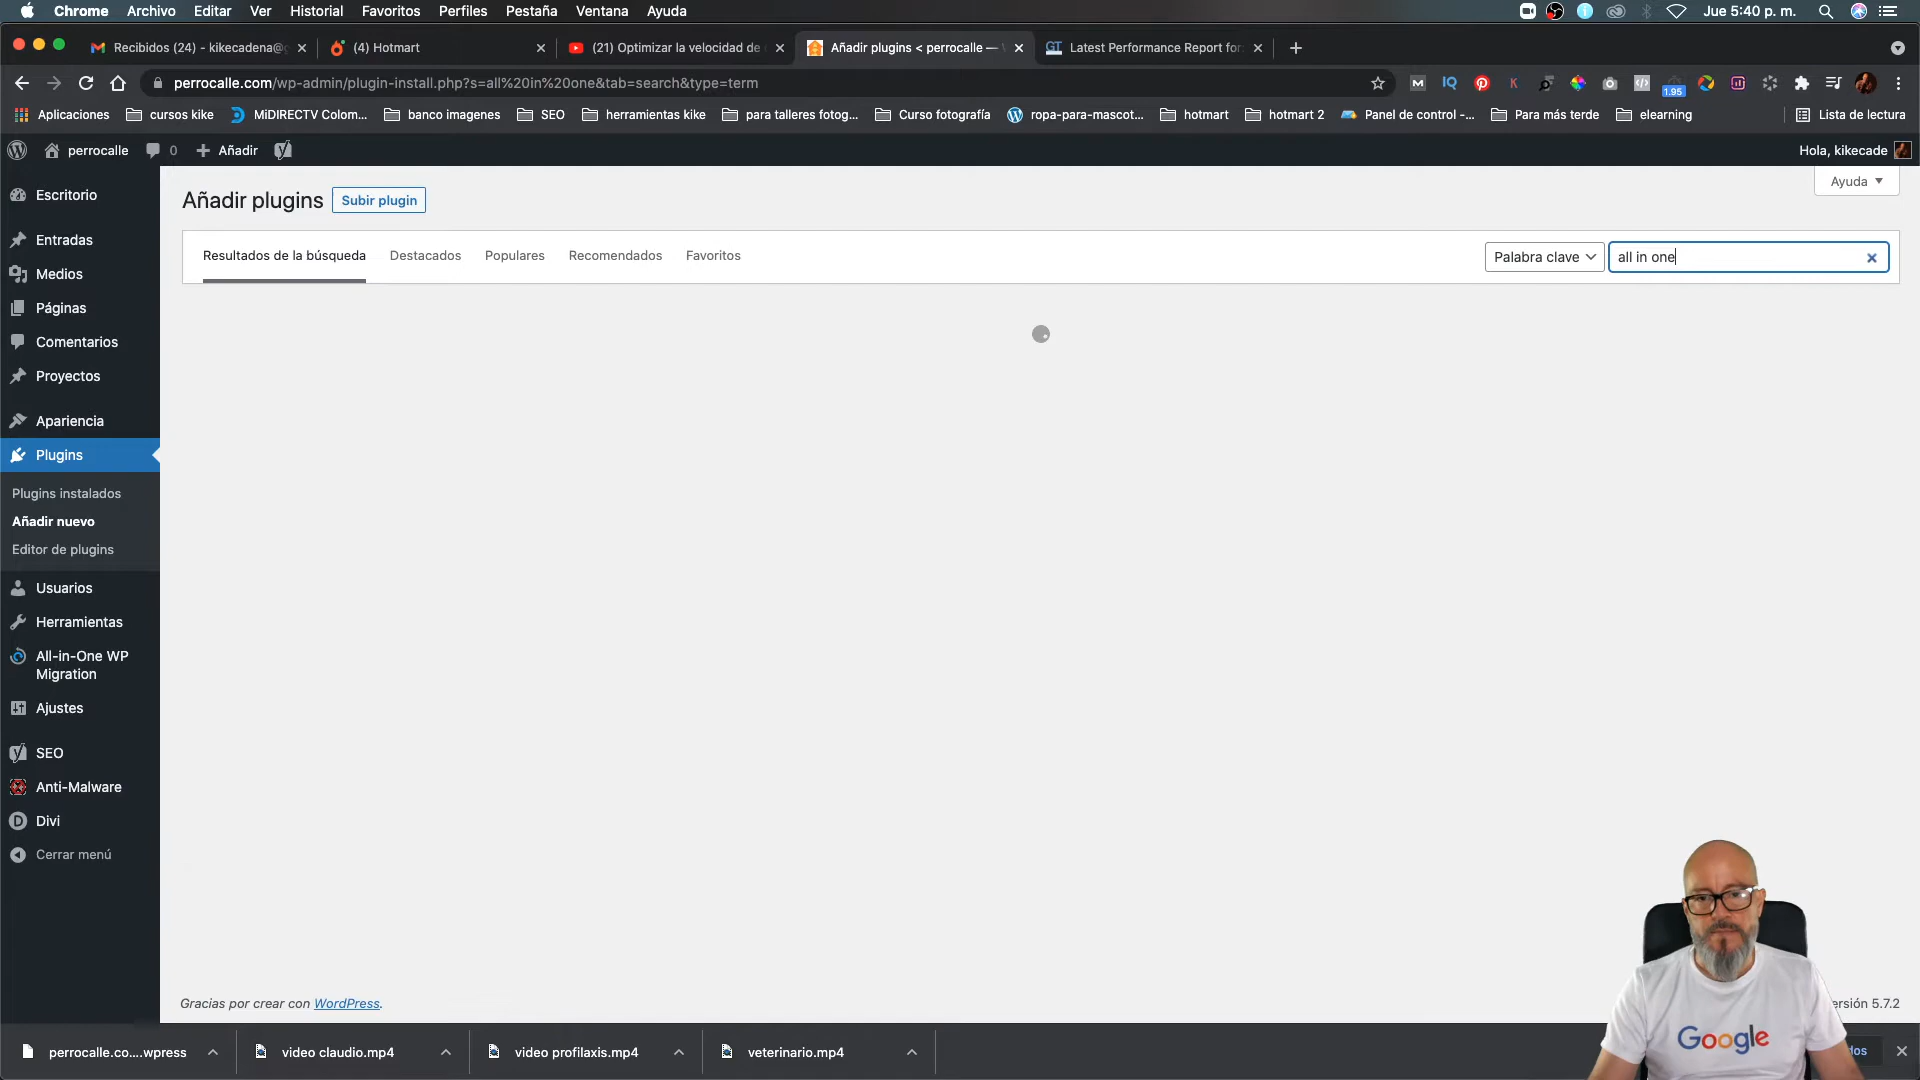 Chrome Archivo Editar Ver Historial Favoritos Perfiles Pestaña Ventana Ayuda Jue 5:40 p. m.
Recibidos (24) - kikecadena@g (4) Hotmart (21) Optimizar la velocidad de Añadir plugins < perrocalle — Latest Performance Report for
perrocalle.com/wp-admin/plugin-install.php?s=all%20in%20one&tab=search&type=term
1.95
Aplicaciones cursos kike MiDIRECTV Colom... banco imagenes SEO herramientas kike para talleres fotog... Curso fotografía ropa-para-mascot... hotmart hotmart 2 Panel de control -... Para más terde elearning Lista de lectura
perrocalle 0 Añadir Hola, kikecade
Ayuda
Añadir plugins Subir plugin
Resultados de la búsqueda Destacados Populares Recomendados Favoritos Palabra clave all in one
Escritorio
Entradas
Medios
Páginas
Comentarios
Proyectos
Apariencia
Plugins
Plugins instalados
Añadir nuevo
Editor de plugins
Usuarios
Herramientas
All-in-One WP
Migration
Ajustes
SEO
Anti-Malware
Divi
Cerrar menú
Gracias por crear con WordPress. ersión 5.7.2
Google
perrocalle.co....wpress video claudio.mp4 video profilaxis.mp4 veterinario.mp4